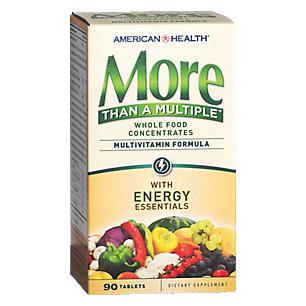 AMERICAN HEALTH®
More
THAN A MULTIPLE
WHOLE FOOD
CONCENTRATES
MULTIVITAMIN FORMULA
WITH
ENERGY
ESSENTIALS
90 TABLETS
DIETARY SUPPLEMENT